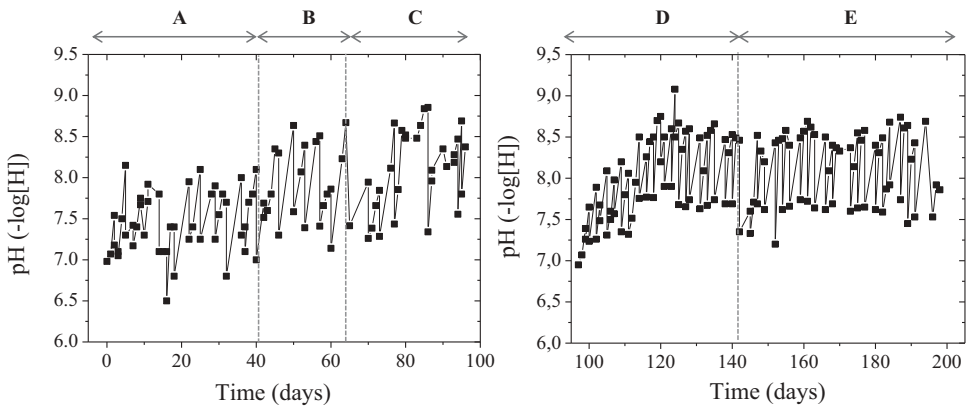 A B C
9.5
9.0
8.5
8.0
7.5
7.0
6.5
6.0
pH (-log[H])
0 20 40 60 80 100
Time (days)
D E
9,5
9,0
8,5
8,0
7,5
7,0
6,5
6,0
pH (-log[H])
100 120 140 160 180 200
Time (days)